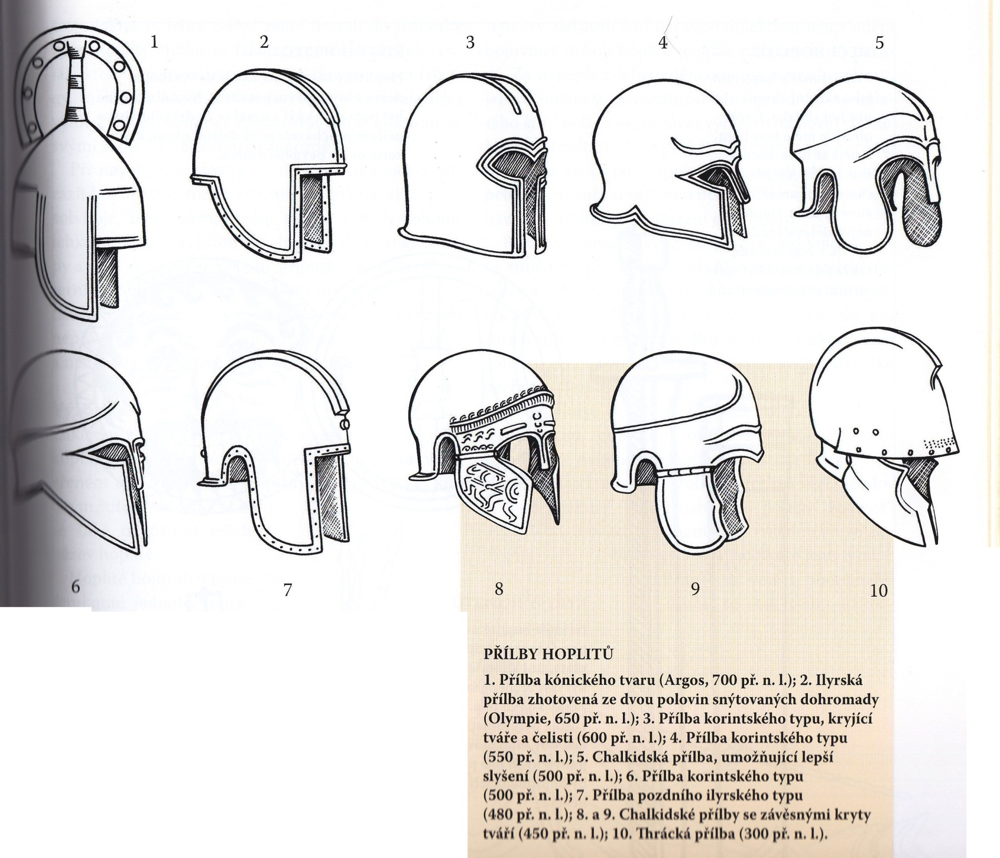 1 2 3 4 5
6 7 8 9 10
PŘÍLBY HOPLITŮ
1. Přílba kónického tvaru (Argos, 700 př. n. l.); 2. Ilyrská
přílba zhotovená ze dvou polovin snýtovaných dohromady
(Olympie, 650 př. n. l.); 3. Přílba korintského typu, kryjící
tváře a čelisti (600 př. n. l.); 4. Přílba korintského typu
(550 př. n. l.); 5. Chalkidská přílba, umožňující lepší
slyšení (500 př. n. l.); 6. Přílba korintského typu
(500 př. n. l.); 7. Přílba pozdního ilyrského typu
(480 př. n. l.); 8. a 9. Chalkidské přílby se závěsnými kryty
tváří (450 př. n. l.); 10. Thrácká přílba (300 př. n. l.).